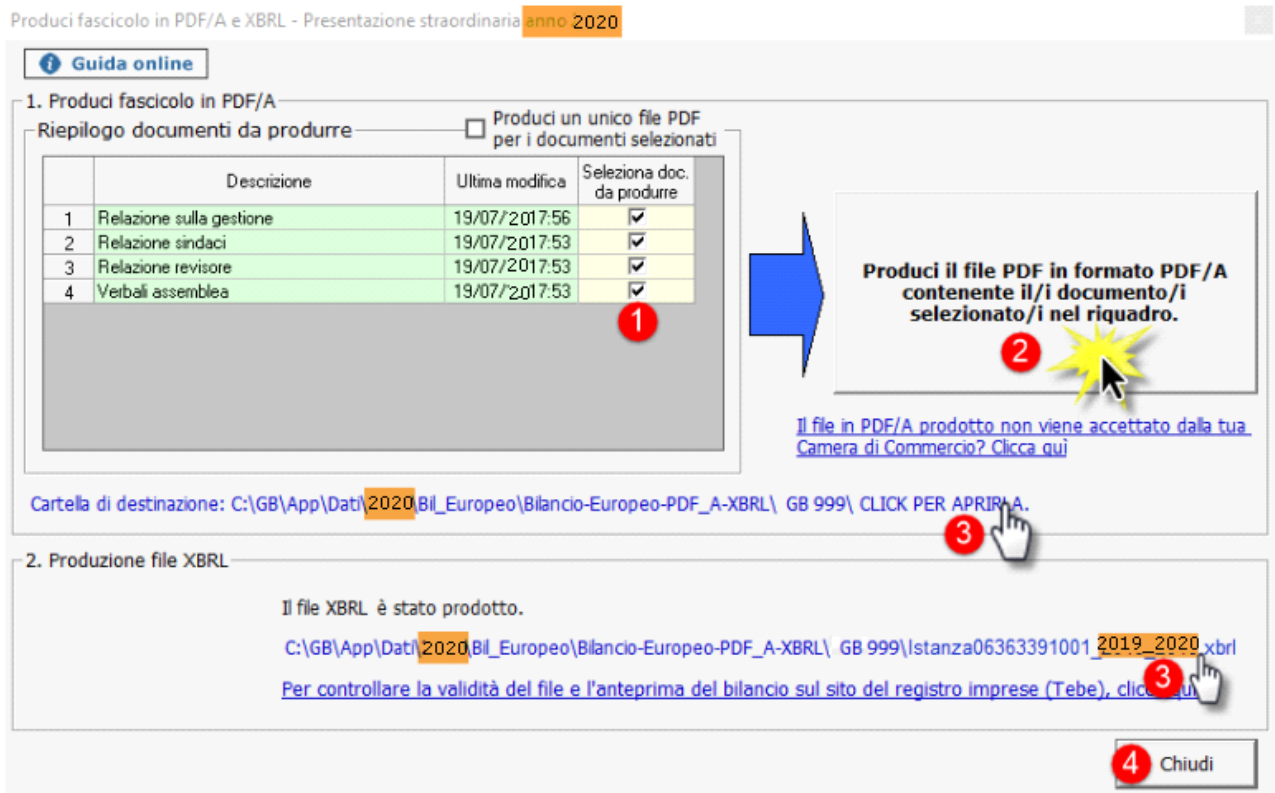 Produci fascicolo in PDF/A e XBRL - Presentazione straordinaria anno 2020
Guida online
1. Produci fascicolo in PDF/A
Riepilogo documenti da produrre
Produci un unico file PDF
per i documenti selezionati
Descrizione Ultima modifica Seleziona doc. da produrre
1 Relazione sulla gestione 19/07/2017:56
2 Relazione sindaci 19/07/2017:53
3 Relazione revisore 19/07/2017:53
4 Verbali assemblea 19/07/2017:53
1
Produci il file PDF in formato PDF/A
contenente il/i documento/i
selezionato/i nel riquadro.
2
Il file in PDF/A prodotto non viene accettato dalla tua
Camera di Commercio? Clicca quì
Cartella di destinazione: C:\GB\App\Dati\2020\Bil_Europeo\Bilancio-Europeo-PDF_A-XBRL\ GB 999\ CLICK PER APRIRLA.
3
2. Produzione file XBRL
Il file XBRL è stato prodotto.
C:\GB\App\Dati\2020\Bil_Europeo\Bilancio-Europeo-PDF_A-XBRL\ GB 999\Istanza06363391001_2019_2020.xbrl
3
Per controllare la validità del file e l'anteprima del bilancio sul sito del registro imprese (Tebe),
4
Chiudi